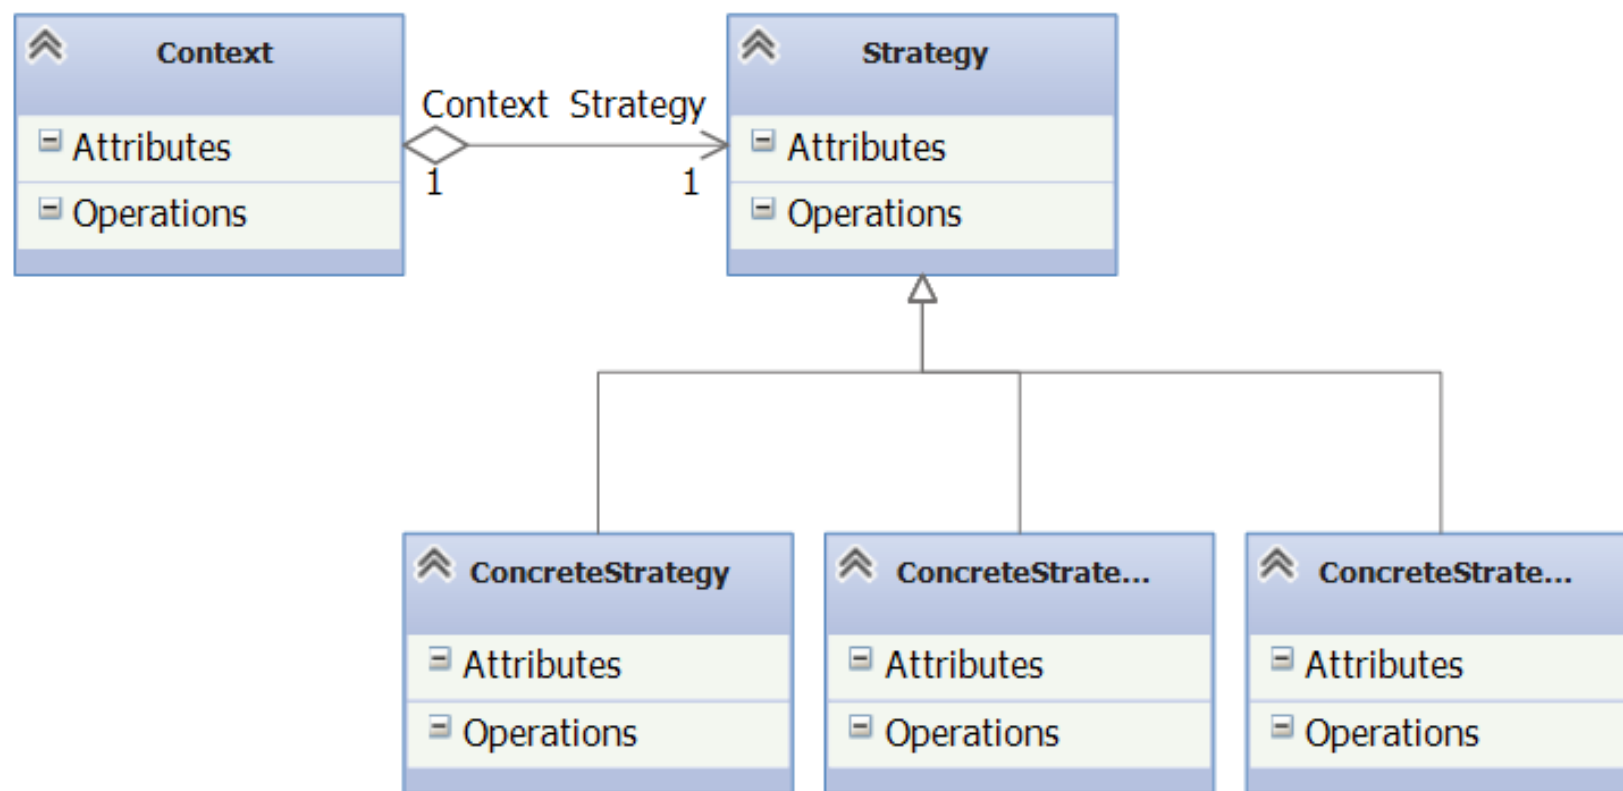 Context
Strategy
Context Strategy
Attributes
Attributes
1
1
Operations
Operations
ConcreteStrategy
ConcreteStrate...
ConcreteStrate...
Attributes
Attributes
Attributes
Operations
Operations
Operations